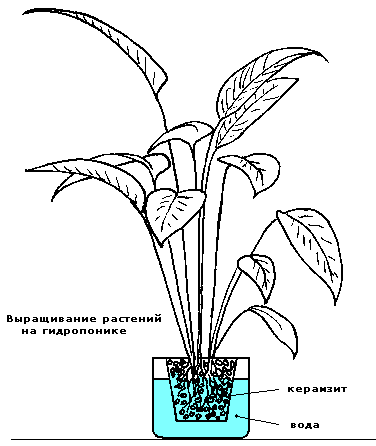 Выращивание растений
на гидропонике
керамзит
вода